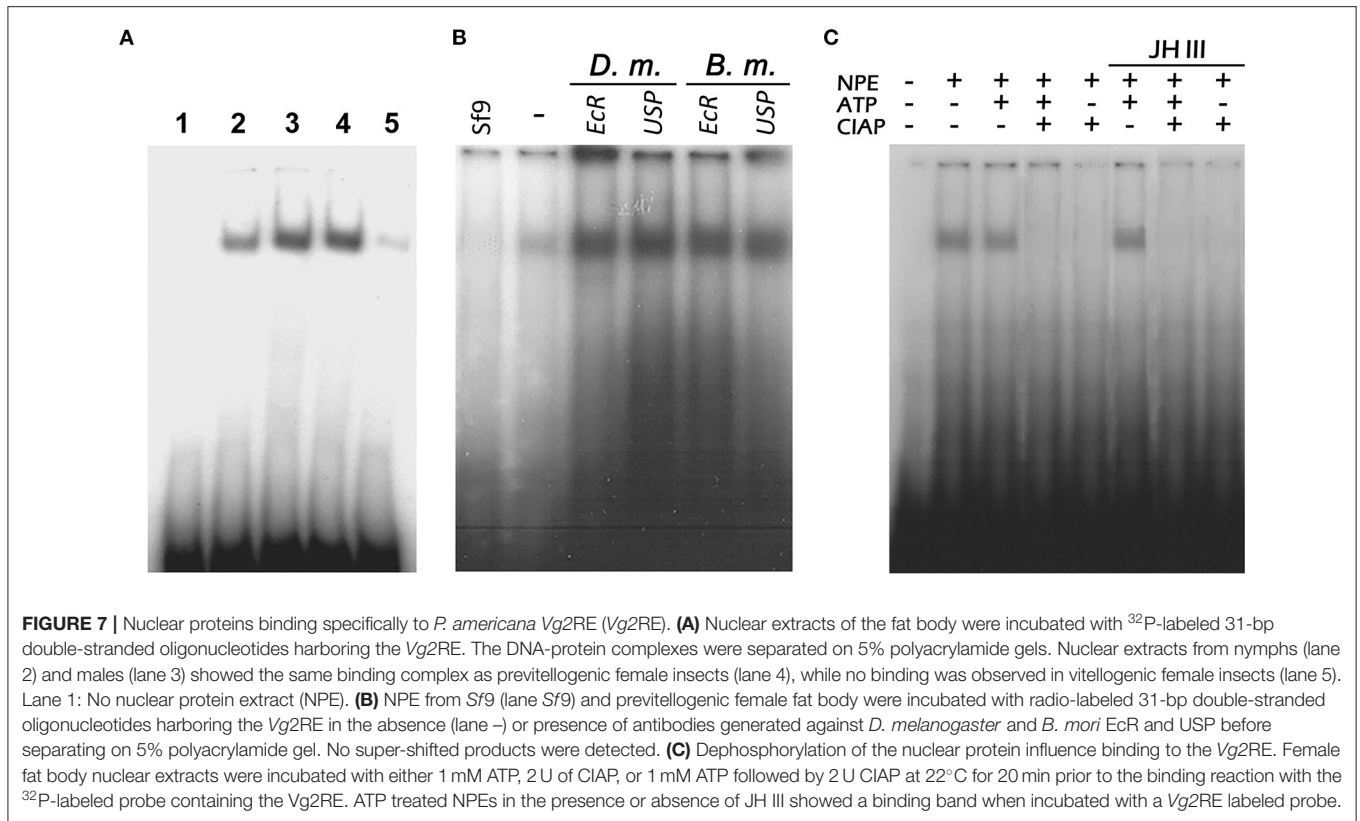 A
1 2 3 4 5
B
D. m. B. m.
Sf9 - EcR USP EcR USP
C
JH III
NPE - + + + + + + +
ATP - - + + - + + -
CIAP - - - + + - + +
FIGURE 7 | Nuclear proteins binding specifically to P. americana Vg2RE (Vg2RE). (A) Nuclear extracts of the fat body were incubated with ³²P-labeled 31-bp
double-stranded oligonucleotides harboring the Vg2RE. The DNA-protein complexes were separated on 5% polyacrylamide gels. Nuclear extracts from nymphs (lane
2) and males (lane 3) showed the same binding complex as previtellogenic female insects (lane 4), while no binding was observed in vitellogenic female insects (lane 5).
Lane 1: No nuclear protein extract (NPE). (B) NPE from Sf9 (lane Sf9) and previtellogenic female fat body were incubated with radio-labeled 31-bp double-stranded
oligonucleotides harboring the Vg2RE in the absence (lane –) or presence of antibodies generated against D. melanogaster and B. mori EcR and USP before
separating on 5% polyacrylamide gel. No super-shifted products were detected. (C) Dephosphorylation of the nuclear protein influence binding to the Vg2RE. Female
fat body nuclear extracts were incubated with either 1 mM ATP, 2 U of CIAP, or 1 mM ATP followed by 2 U CIAP at 22°C for 20 min prior to the binding reaction with the
³²P-labeled probe containing the Vg2RE. ATP treated NPEs in the presence or absence of JH III showed a binding band when incubated with a Vg2RE labeled probe.